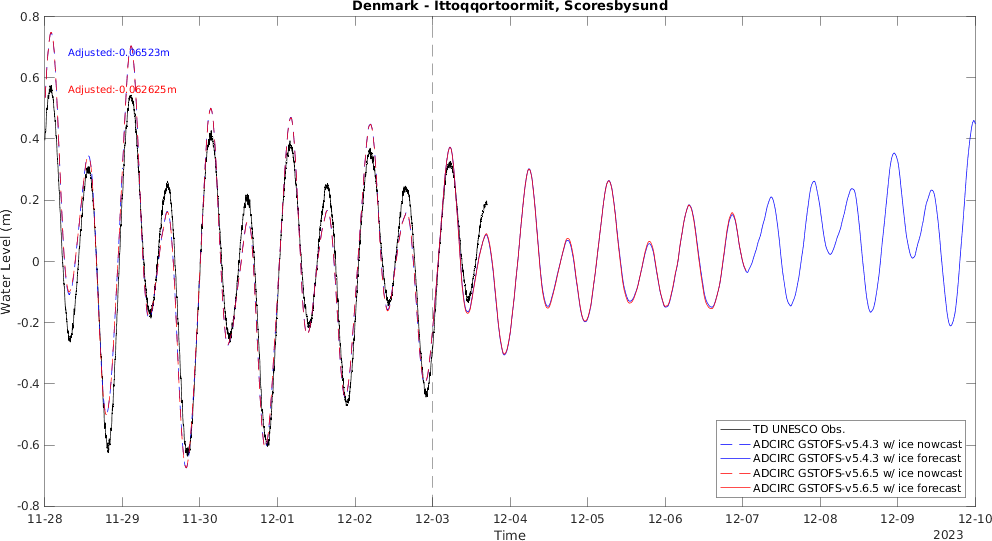 Denmark - Ittoqqortoormiit, Scoresbysund
Water Level (m)
0.8
0.6
0.4
0.2
0
-0.2
-0.4
-0.6
-0.8
Adjusted:-0.06523m
Adjusted:-0.062625m
TD UNESCO Obs.
ADCIRC GSTOFS-v5.4.3 w/ ice nowcast
ADCIRC GSTOFS-v5.4.3 w/ ice forecast
ADCIRC GSTOFS-v5.6.5 w/ ice nowcast
ADCIRC GSTOFS-v5.6.5 w/ ice forecast
11-28 11-29 11-30 12-01 12-02 12-03 12-04 12-05 12-06 12-07 12-08 12-09 12-10
Time
2023